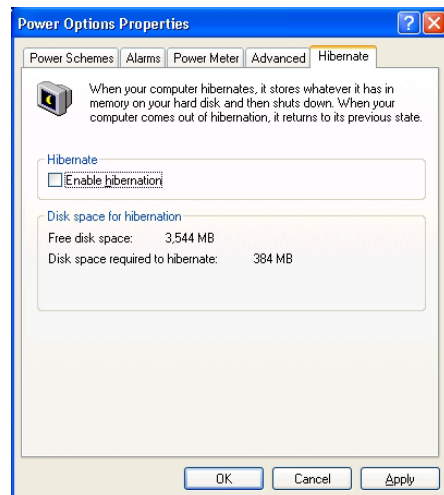 Power Options Properties
Power Schemes Alarms Power Meter Advanced Hibernate
When your computer hibernates, it stores whatever it has in
memory on your hard disk and then shuts down. When your
computer comes out of hibernation, it returns to its previous state.
Hibernate
Enable hibernation
Disk space for hibernation
Free disk space: 3,544 MB
Disk space required to hibernate: 384 MB
OK Cancel Apply